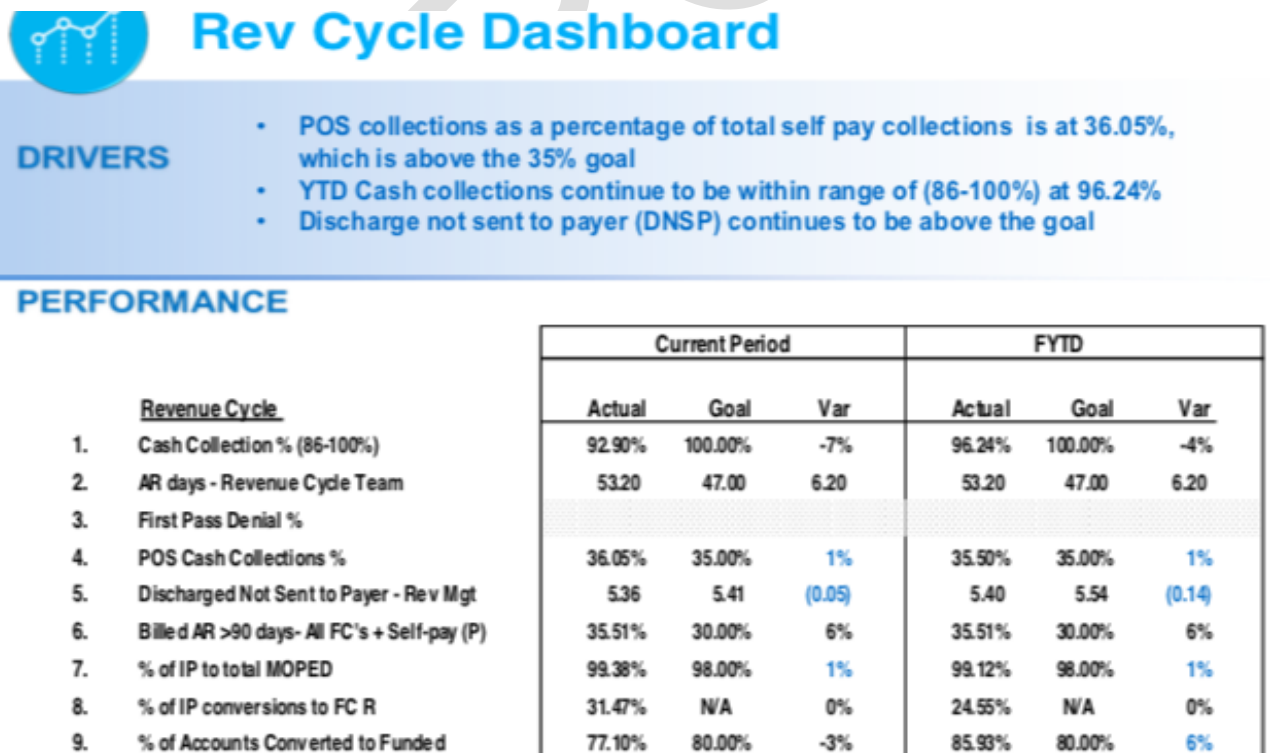 Rev Cycle Dashboard
DRIVERS
• POS collections as a percentage of total self pay collections is at 36.05%,
which is above the 35% goal
• YTD Cash collections continue to be within range of (86-100%) at 96.24%
• Discharge not sent to payer (DNSP) continues to be above the goal
PERFORMANCE
Current Period FYTD
Revenue Cycle Actual Goal Var Actual Goal Var
1. Cash Collection % (86-100%) 92.90% 100.00% -7% 96.24% 100.00% -4%
2. AR days - Revenue Cycle Team 53.20 47.00 6.20 53.20 47.00 6.20
3. First Pass Denial %
4. POS Cash Collections % 36.05% 35.00% 1% 35.50% 35.00% 1%
5. Discharged Not Sent to Payer - Rev Mgt 5.36 5.41 (0.05) 5.40 5.54 (0.14)
6. Billed AR >90 days- All FC's + Self-pay (P) 35.51% 30.00% 6% 35.51% 30.00% 6%
7. % of IP to total MOPED 99.38% 98.00% 1% 99.12% 98.00% 1%
8. % of IP conversions to FC R 31.47% N/A 0% 24.55% N/A 0%
9. % of Accounts Converted to Funded 77.10% 80.00% -3% 85.93% 80.00% 6%